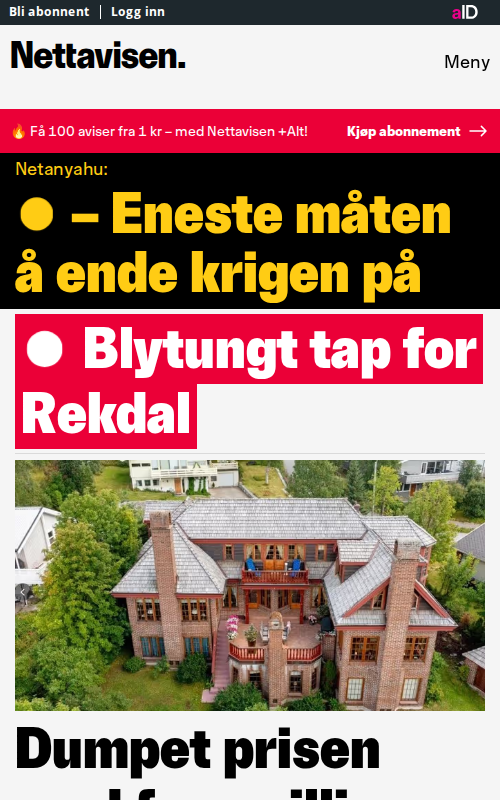 Bli abonnent
Logg inn
aID
Nettavisen.
Meny
🔥 Få 100 aviser fra 1 kr – med Nettavisen +Alt!
Kjøp abonnement →
Netanyahu:
– Eneste måten
å ende krigen på
Blytungt tap for
Rekdal
Dumpet prisen